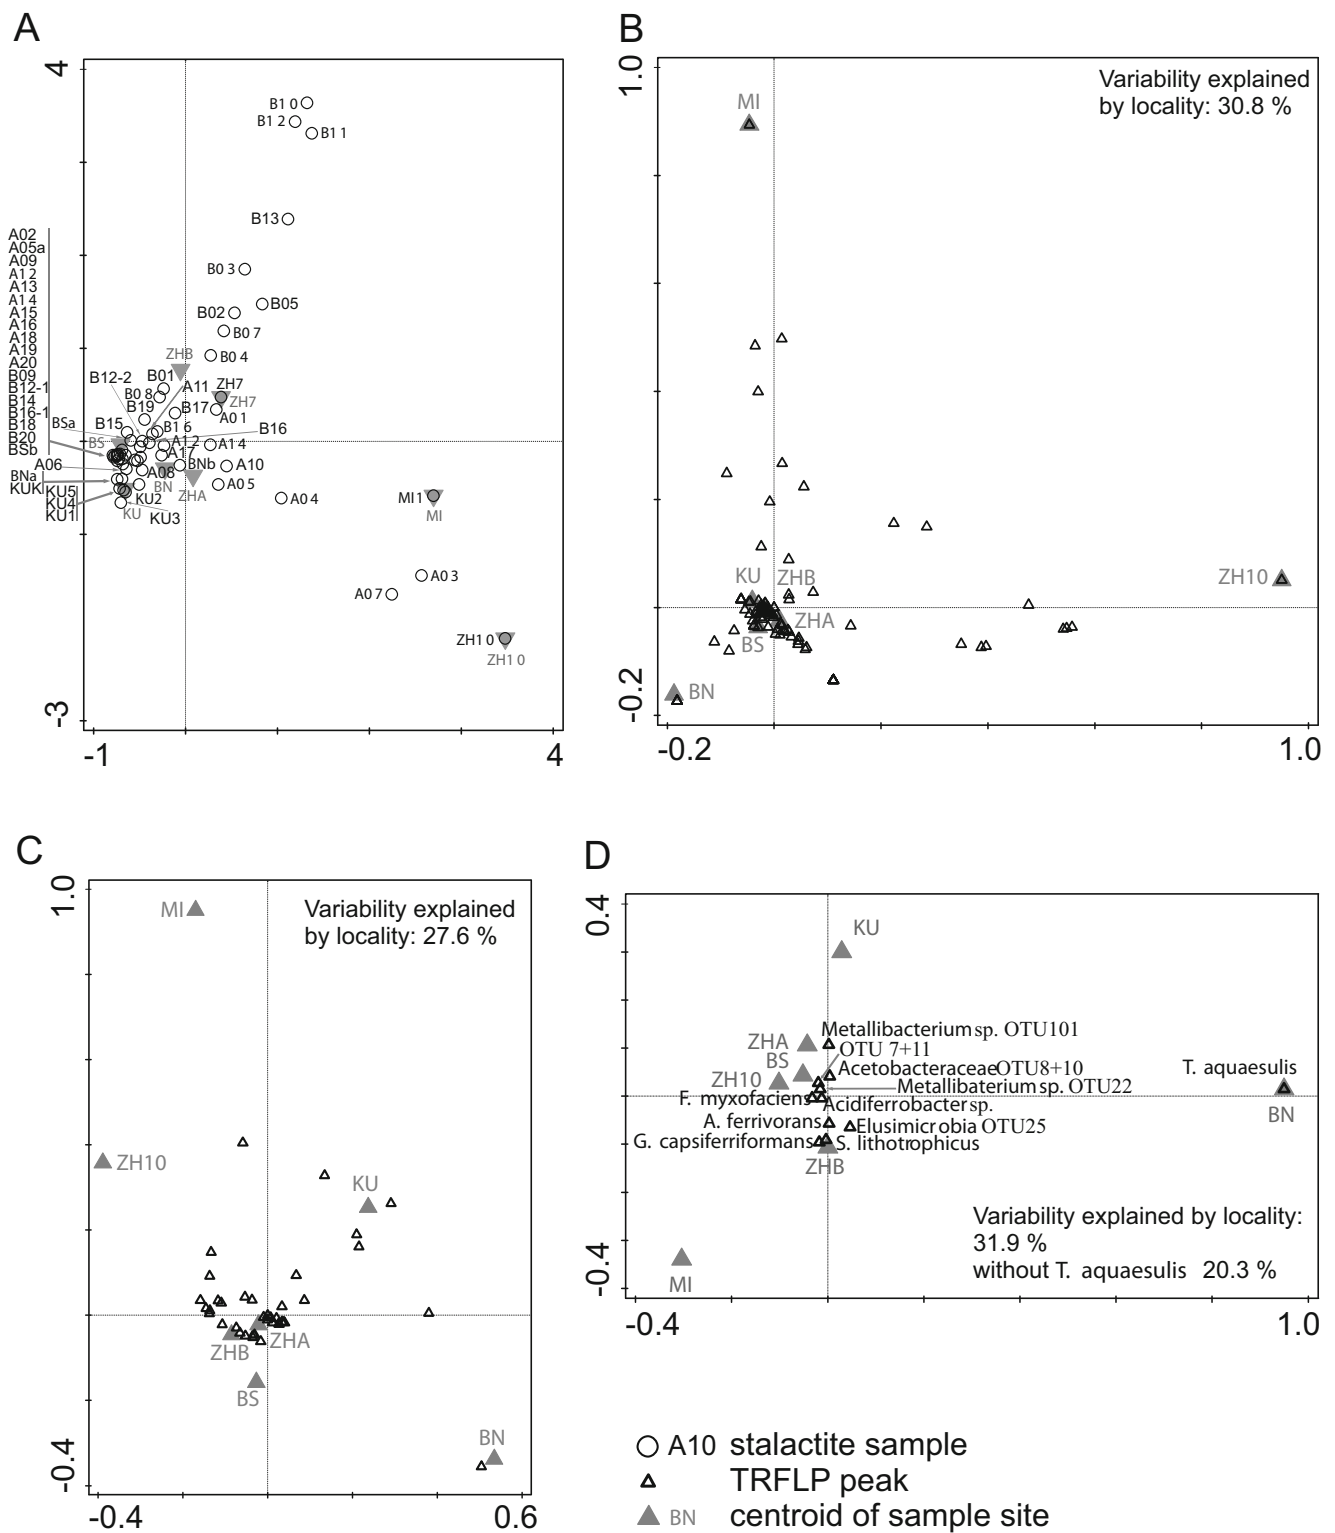 A
4
B10
B12
B11
B13
B03
B05
B02
B07
B04
ZHB
A02
A05a
A09
A12
A13
A14
A15
A16
A18
A19
A20
B09
B12-1
B14
B16-1
B18
B20
BSb
B12-2
B01
A11
ZH7
ZH7
B08
B19
B17
A01
BSa
B15
B16
B16
BS
A12
A14
A17
A06
A08
BNb
A10
BN
BNa
KUK
KU5
KU4
KU1
KU2
KU
KU3
ZHA
A05
A04
MI1
MI
A03
A07
ZH10
ZH10
-3
-1
4
B
1.0
Variability explained
by locality: 30.8 %
MI
KU
ZHB
ZH10
ZHA
BS
BN
-0.2
-0.2
1.0
C
1.0
MI
Variability explained
by locality: 27.6 %
ZH10
KU
ZHB
ZHA
BS
BN
-0.4
-0.4
0.6
D
0.4
KU
Metallibacterium sp. OTU101
ZHA
OTU 7+11
BS
Acetobacteraceae OTU8+10
T. aquaesulis
ZH10
Metallibaterium sp. OTU22
F. myxofaciens
Acidiferrobacter sp.
BN
A. ferrivorans
Elusimicrobia OTU25
G. capsiferriformans
S. lithotrophicus
ZHB
Variability explained by locality:
31.9 %
without T. aquaesulis 20.3 %
MI
-0.4
-0.4
1.0
A10 stalactite sample
TRFLP peak
BN centroid of sample site